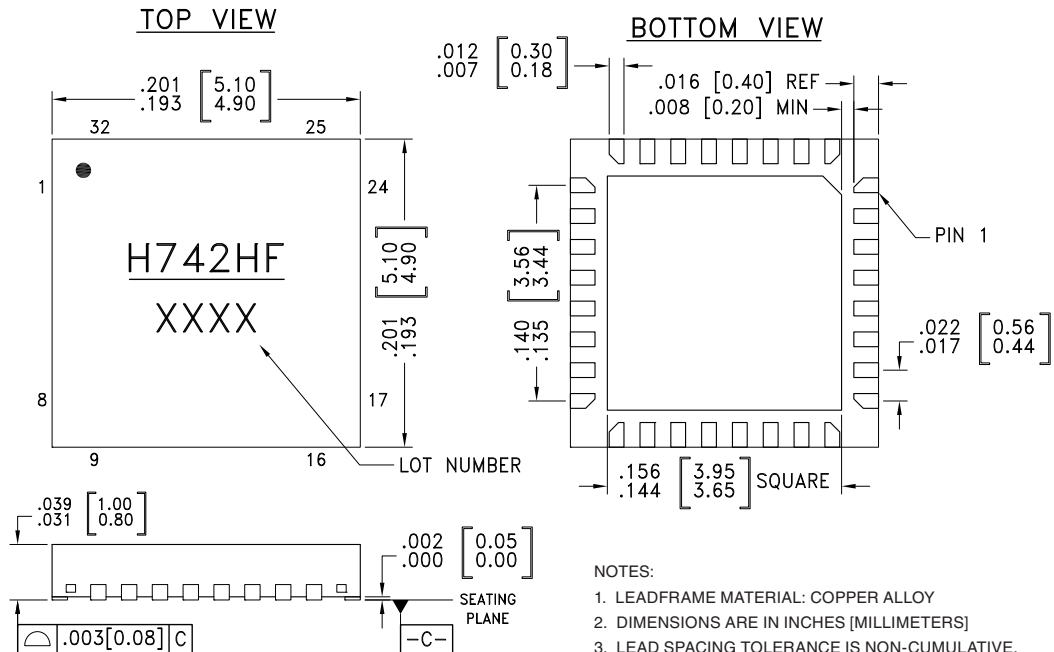 TOP VIEW
.201 [5.10]
.193 [4.90]
32 25
1 24
H742HF
XXXX
5.10
4.90
.201
.193
8 17
9 16
LOT NUMBER
BOTTOM VIEW
.012 [0.30]
.007 [0.18]
.016 [0.40] REF
.008 [0.20] MIN
PIN 1
3.56
3.44
.140
.135
.022 [0.56]
.017 [0.44]
.156 [3.95]
.144 [3.65]
SQUARE
.039 [1.00]
.031 [0.80]
.002 [0.05]
.000 [0.00]
SEATING
PLANE
.003[0.08] C
-C-
NOTES:
1. LEADFRAME MATERIAL: COPPER ALLOY
2. DIMENSIONS ARE IN INCHES [MILLIMETERS]
3. LEAD SPACING TOLERANCE IS NON-CUMULATIVE.